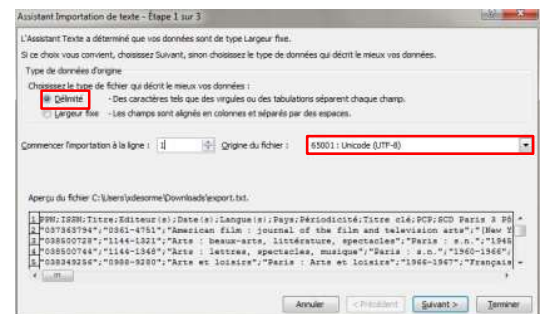 Assistant Importation de texte - Étape 1 sur 3
L'Assistant Texte a déterminé que vos données sont de type Largeur fixe.
Si ce choix vous convient, choisissez Suivant, sinon choisissez le type de données qui décrit le mieux vos données.
Type de données d'origine
Choisissez le type de fichier qui décrit le mieux vos données :
Délimité - Des caractères tels que des virgules ou des tabulations séparent chaque champ.
Largeur fixe - Les champs sont alignés en colonnes et séparés par des espaces.
Commencer l'importation à la ligne : 1 Origine du fichier : 65001 : Unicode (UTF-8)
Aperçu du fichier C:\Users\xdesorme\Downloads\export.txt.
1 PPN;ISSN;Titre;Editeur(s);Date(s);Langue(s);Pays;Périodicité;Titre clé;PCP;SCD Paris 3
2 "037363794";"0361-4751";"American film : journal of the film and television arts";"[New
3 "038500728";"1144-1321";"Arts : beaux-arts, littérature, spectacles";"Paris : s.n.";"1945
4 "038500744";"1144-1348";"Arts : lettres, spectacles, musique";"Paris : s.n.";"1960-1966";
5 "038349256";"0988-9280";"Arts et loisirs";"Paris : Arts et loisirs";"1966-1967";"Français
Annuler < Précédent Suivant > Terminer